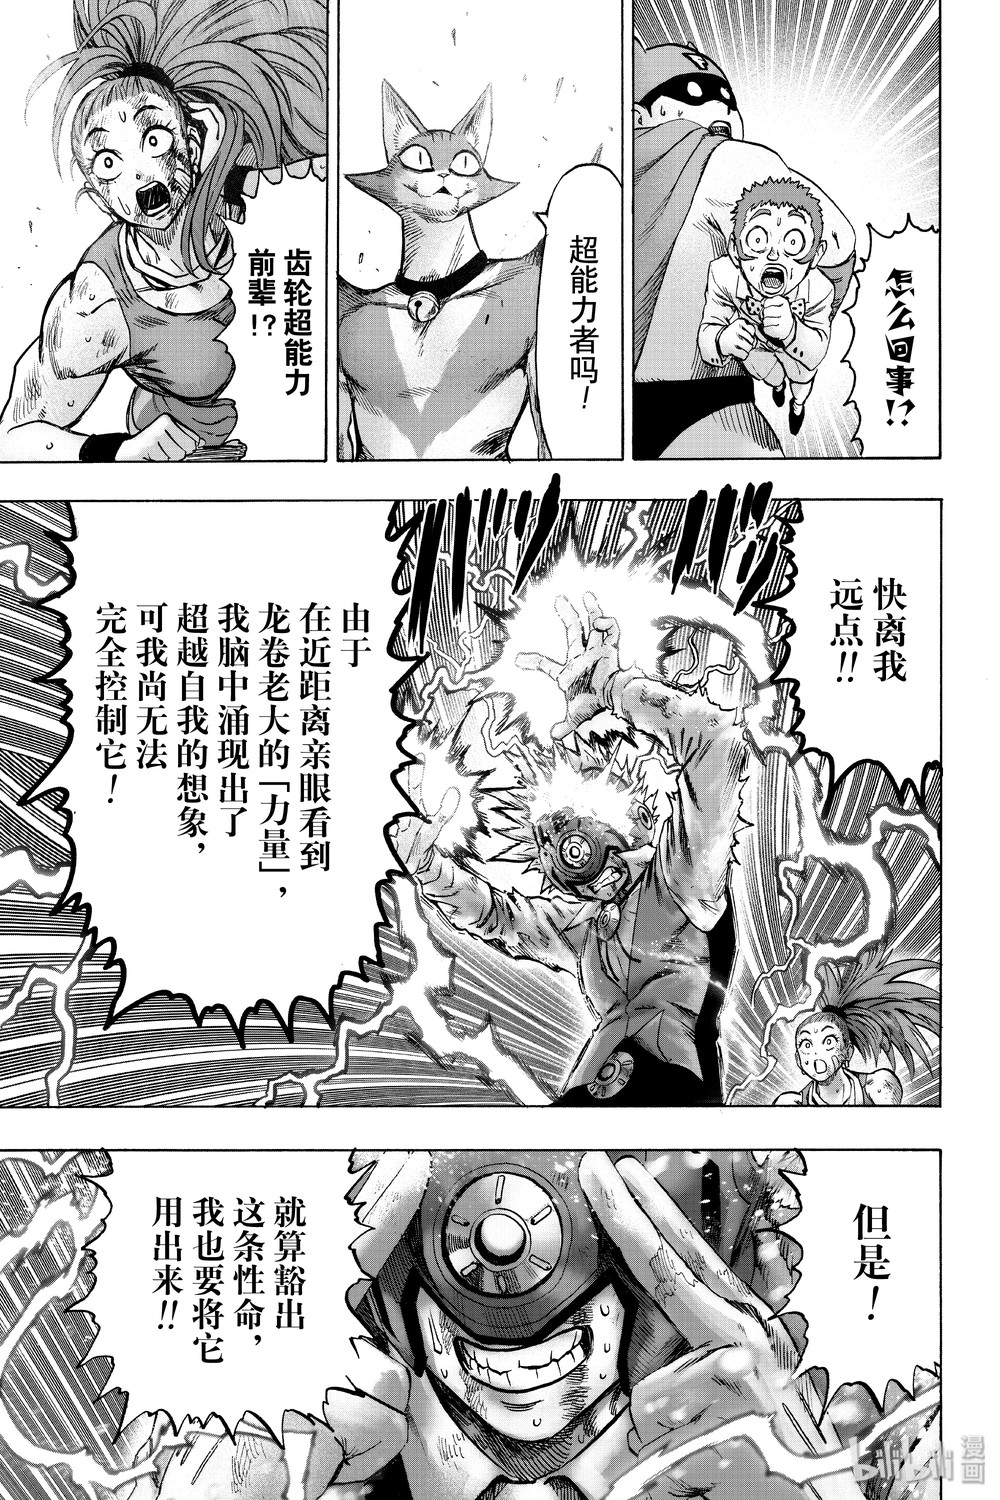 怎么回事!?
超能力者吗！
齿轮超能力
前辈!?
快离我
远点!!
由于
在近距离亲眼看到
龙卷老大的「力量」，
我脑中涌现出了
超越自我的想象，
可我尚无法
完全控制它！
但是！
就算豁出
这条性命，
我也要将它
用出来!!
bilibili 漫画